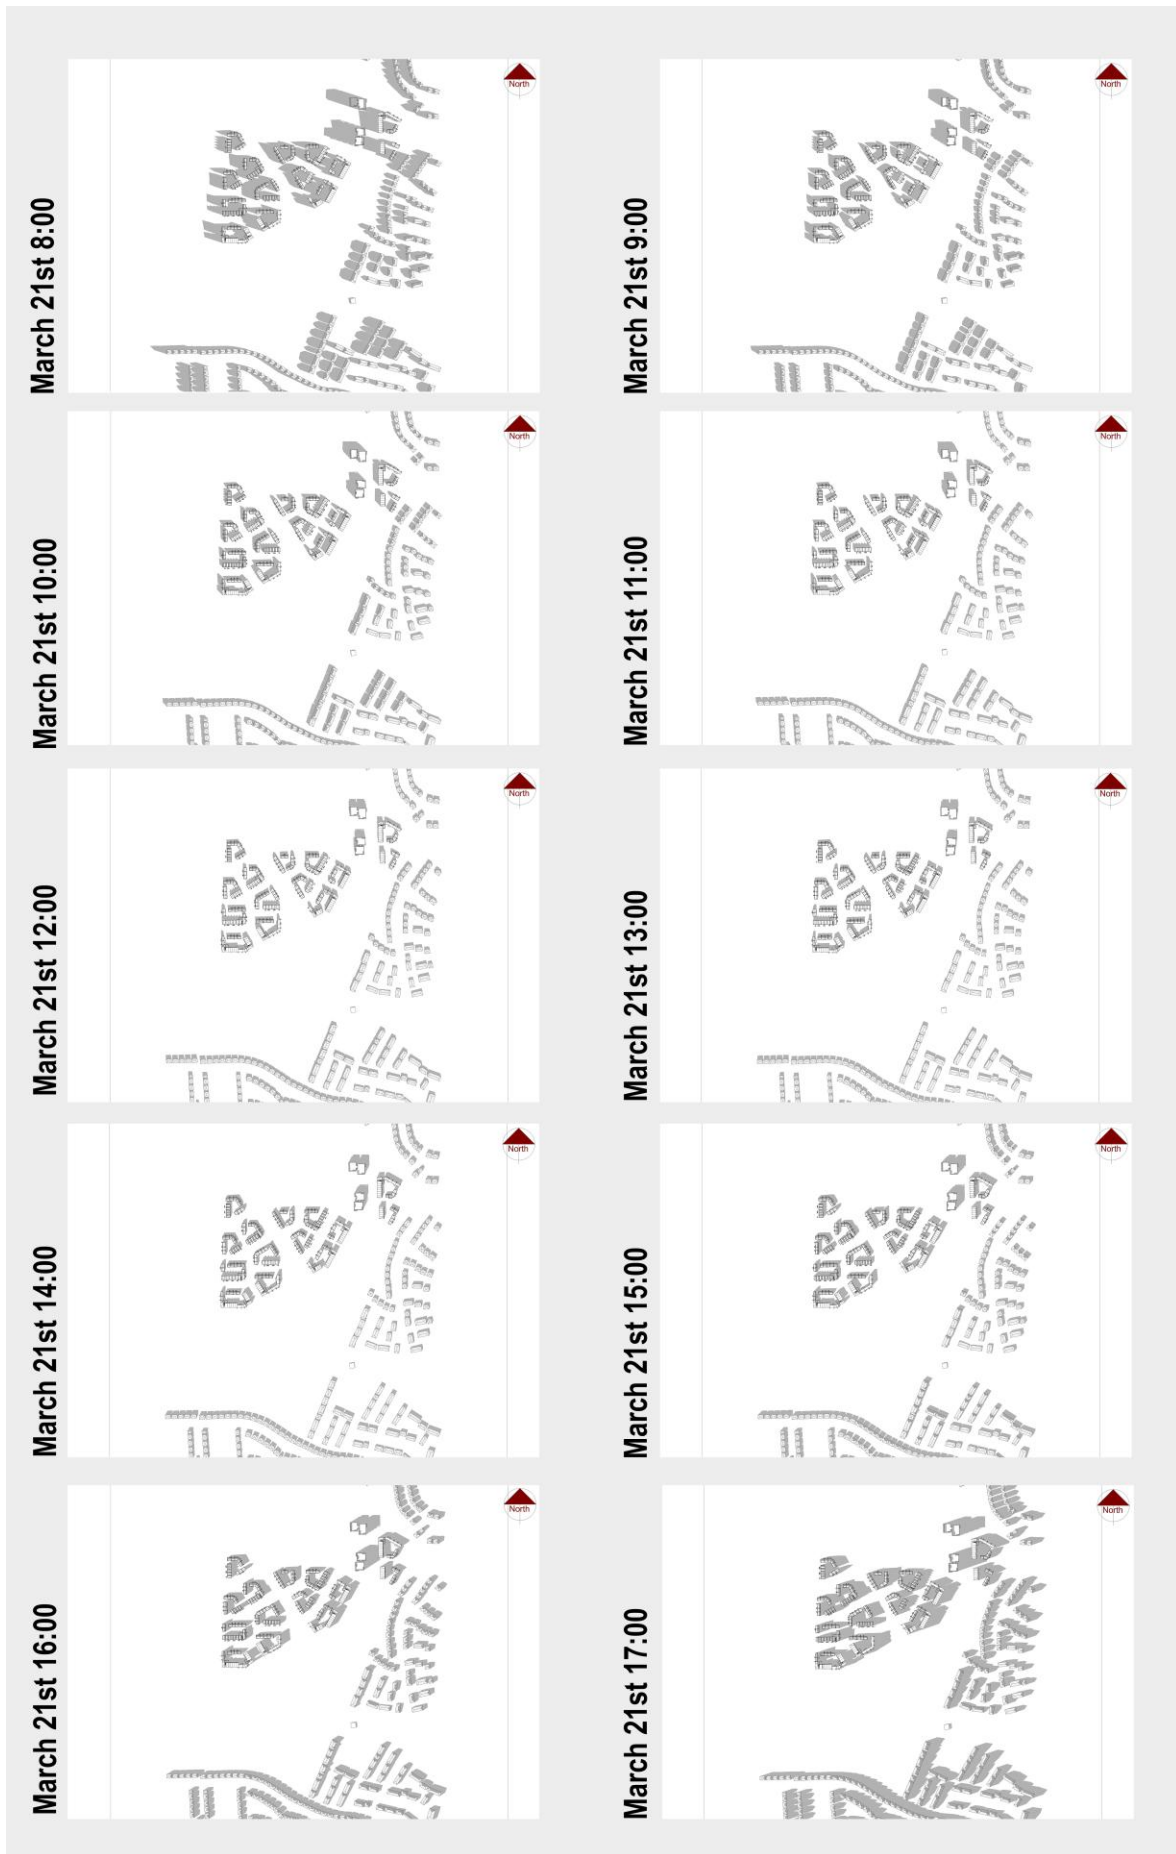 March 21st 8:00
North
March 21st 9:00
North
March 21st 10:00
North
March 21st 11:00
North
March 21st 12:00
North
March 21st 13:00
North
March 21st 14:00
North
March 21st 15:00
North
March 21st 16:00
North
March 21st 17:00
North